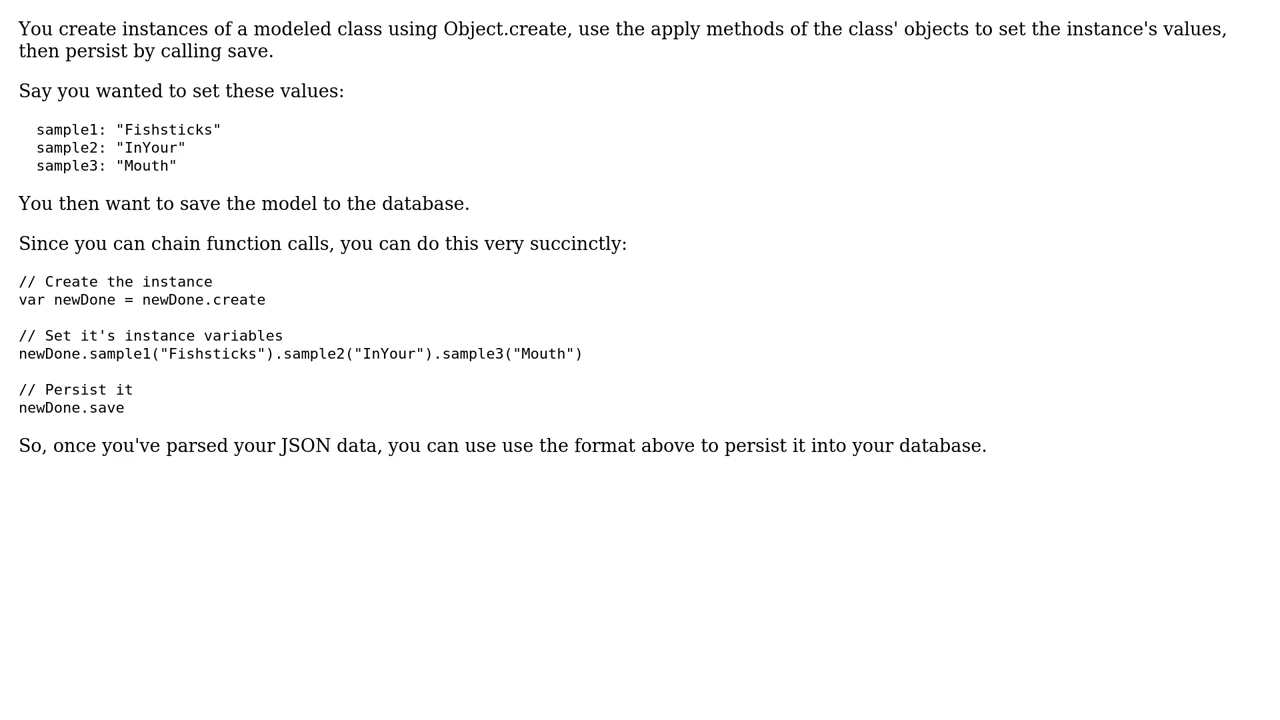 You create instances of a modeled class using Object.create, use the apply methods of the class' objects to set the instance's values,
then persist by calling save.
Say you wanted to set these values:
sample1: "Fishsticks"
sample2: "InYour"
sample3: "Mouth"
You then want to save the model to the database.
Since you can chain function calls, you can do this very succinctly:
// Create the instance
var newDone = newDone.create
// Set it's instance variables
newDone.sample1("Fishsticks").sample2("InYour").sample3("Mouth")
// Persist it
newDone.save
So, once you've parsed your JSON data, you can use use the format above to persist it into your database.